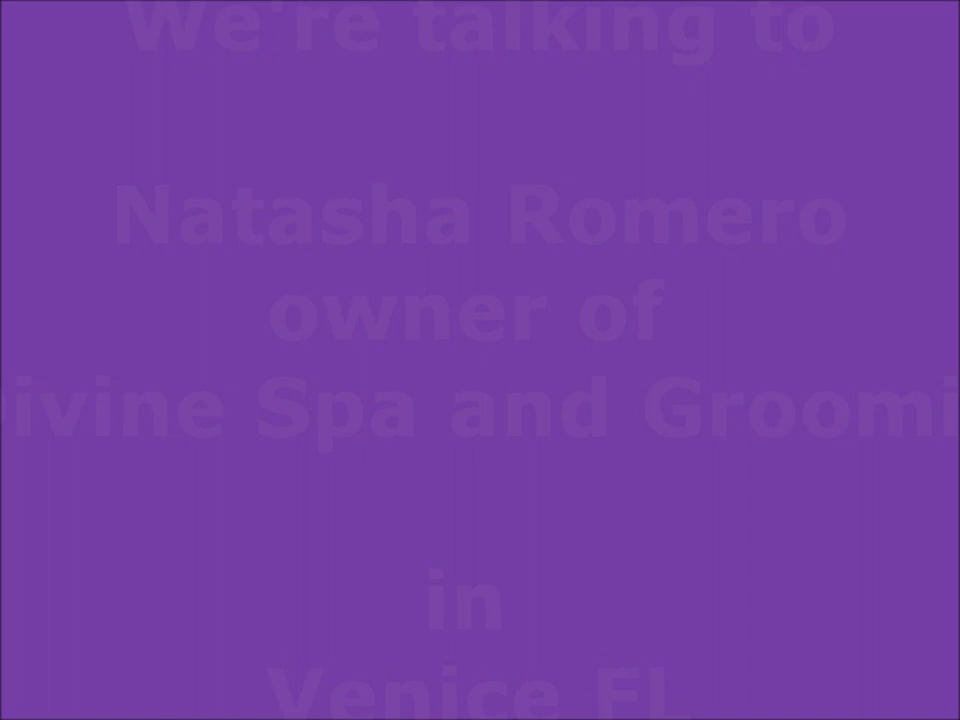 We're talking to
Natasha Romero
owner of
ivine Spa and Groomi
in
Venice FL